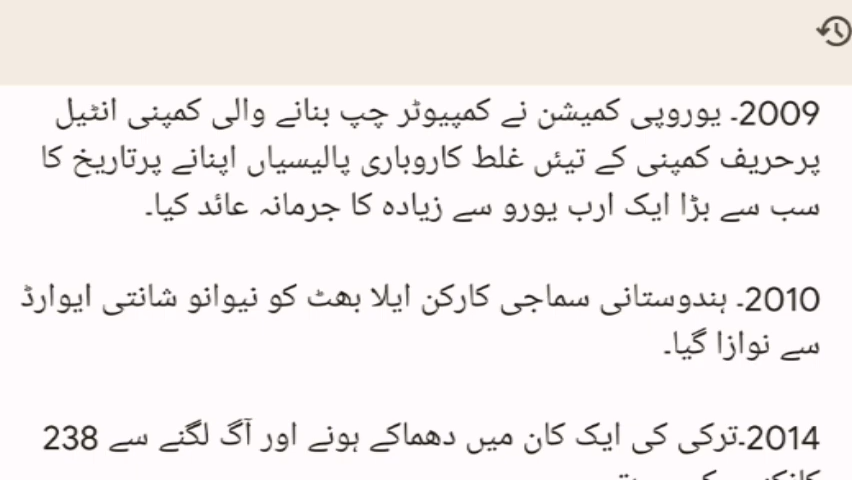 2009۔ یوروپی کمیشن نے کمپیوٹر چپ بنانے والی کمپنی انٹیل
پرحریف کمپنی کے تیئں غلط کاروباری پالیسیاں اپنانے پرتاریخ کا
سب سے بڑا ایک ارب یورو سے زیادہ کا جرمانہ عائد کیا۔
2010۔ ہندوستانی سماجی کارکن ایلا بھٹ کو نیوانو شانتی ایوارڈ
سے نوازا گیا۔
2014۔ترکی کی ایک کان میں دھماکے ہونے اور آگ لگنے سے 238